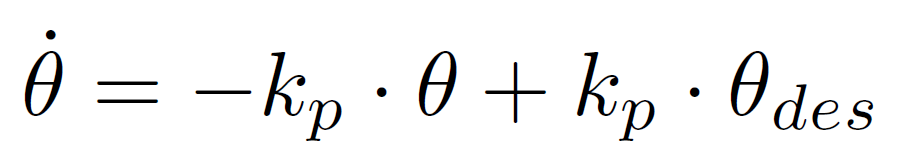 θ̇ = −k_p · θ + k_p · θ_des